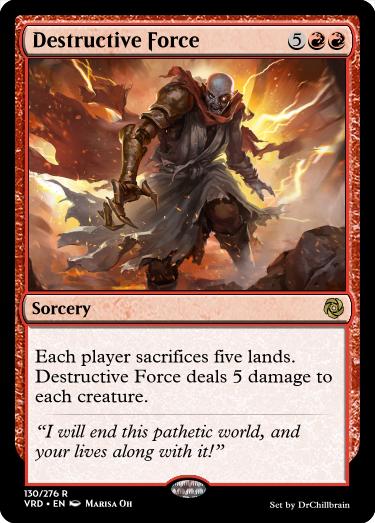 Destructive Force 5
Sorcery
Each player sacrifices five lands.
Destructive Force deals 5 damage to
each creature.
“I will end this pathetic world, and
your lives along with it!”
130/276 R
VRD • EN Marisa Oh
Set by DrChillbrain